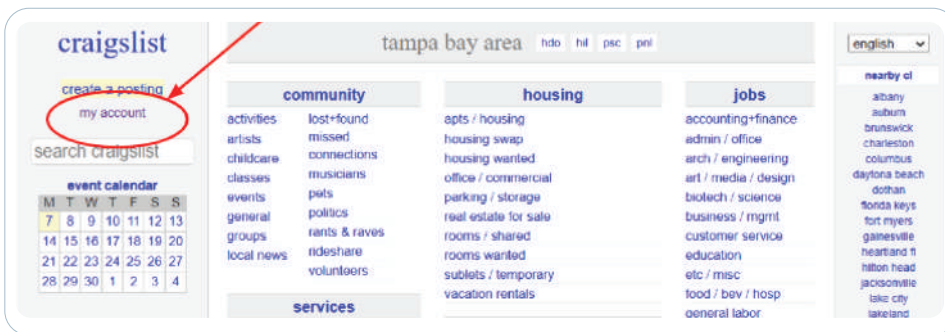 craigslist
create a posting
my account
search craigslist
event calendar
M T W T F S S
7 8 9 10 11 12 13
14 15 16 17 18 19 20
21 22 23 24 25 26 27
28 29 30 1 2 3 4
tampa bay area hdo hil psc pnl
community
activities
artists
childcare
classes
events
general
groups
local news
lost+found
missed
connections
musicians
pets
politics
rants & raves
rideshare
volunteers
services
housing
apts / housing
housing swap
housing wanted
office / commercial
parking / storage
real estate for sale
rooms / shared
rooms wanted
sublets / temporary
vacation rentals
jobs
accounting+finance
admin / office
arch / engineering
art / media / design
biotech / science
business / mgmt
customer service
education
etc / misc
food / bev / hosp
general labor
english
nearby cl
albany
auburn
brunswick
charleston
columbus
daytona beach
dothan
florida keys
fort myers
gainesville
heartland fl
hilton head
jacksonville
lake city
lakeland